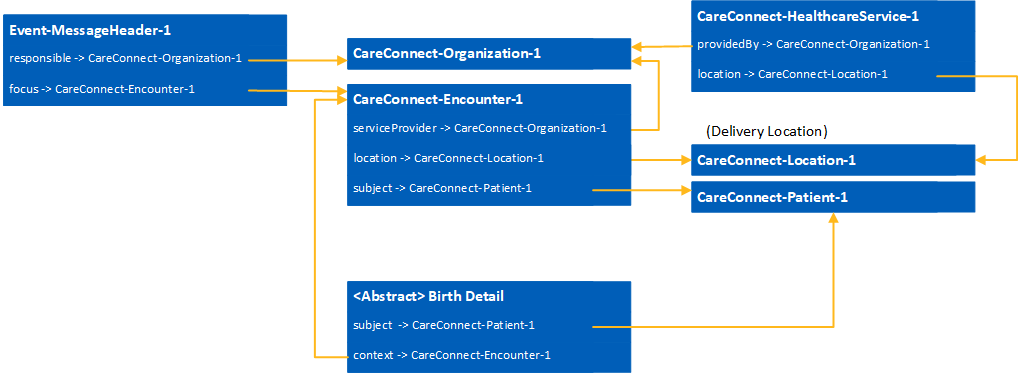 Event-MessageHeader-1
responsible -> CareConnect-Organization-1
focus -> CareConnect-Encounter-1
CareConnect-Organization-1
CareConnect-Encounter-1
serviceProvider -> CareConnect-Organization-1
location -> CareConnect-Location-1
subject -> CareConnect-Patient-1
CareConnect-HealthcareService-1
providedBy -> CareConnect-Organization-1
location -> CareConnect-Location-1
(Delivery Location)
CareConnect-Location-1
CareConnect-Patient-1
<Abstract> Birth Detail
subject -> CareConnect-Patient-1
context -> CareConnect-Encounter-1